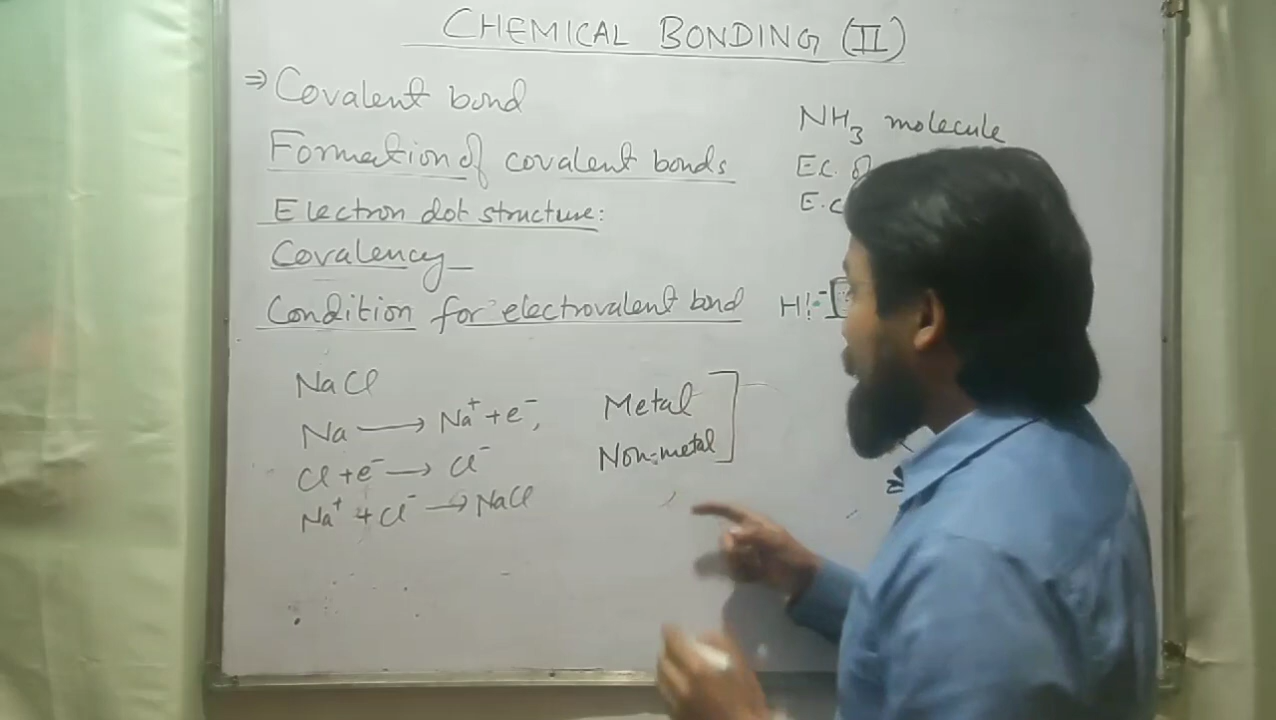 CHEMICAL BONDING (II)
⇒ Covalent bond
Formation of covalent bonds
Electron dot structure:
Covalency
Condition for electrovalent bond
NaCl
Na ⟶ Na⁺ + e⁻,
Cl + e⁻ ⟶ Cl⁻
Na⁺ + Cl⁻ ⟶ NaCl
Metal
Non-metal
NH₃ molecule
E.C. of
E.C
H